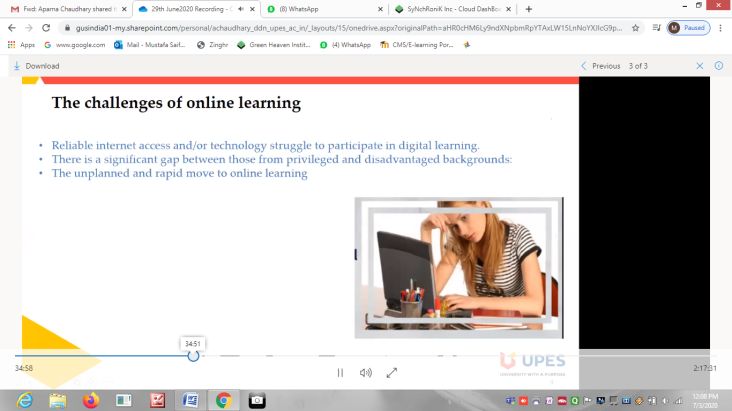 Fwd: Aparna Chaudhary shared
29th June2020 Recording - C
(8) WhatsApp
SyNchRoniK Inc - Cloud DashBo
gusindia01-my.sharepoint.com/personal/achaudhary_ddn_upes_ac_in/_layouts/15/onedrive.aspx?originalPath=
Paused
Apps
www.google.com
Mail - Mustafa Saif...
Zinghr
Green Heaven Instit...
(4) WhatsApp
CMS/E-learning Por...
Download
Previous
3 of 3
The challenges of online learning
• Reliable internet access and/or technology struggle to participate in digital learning.
• There is a significant gap between those from privileged and disadvantaged backgrounds:
• The unplanned and rapid move to online learning
34:51
34:58
2:17:31
UPES
UNIVERSITY WITH A PURPOSE
12:08 PM
7/3/2020